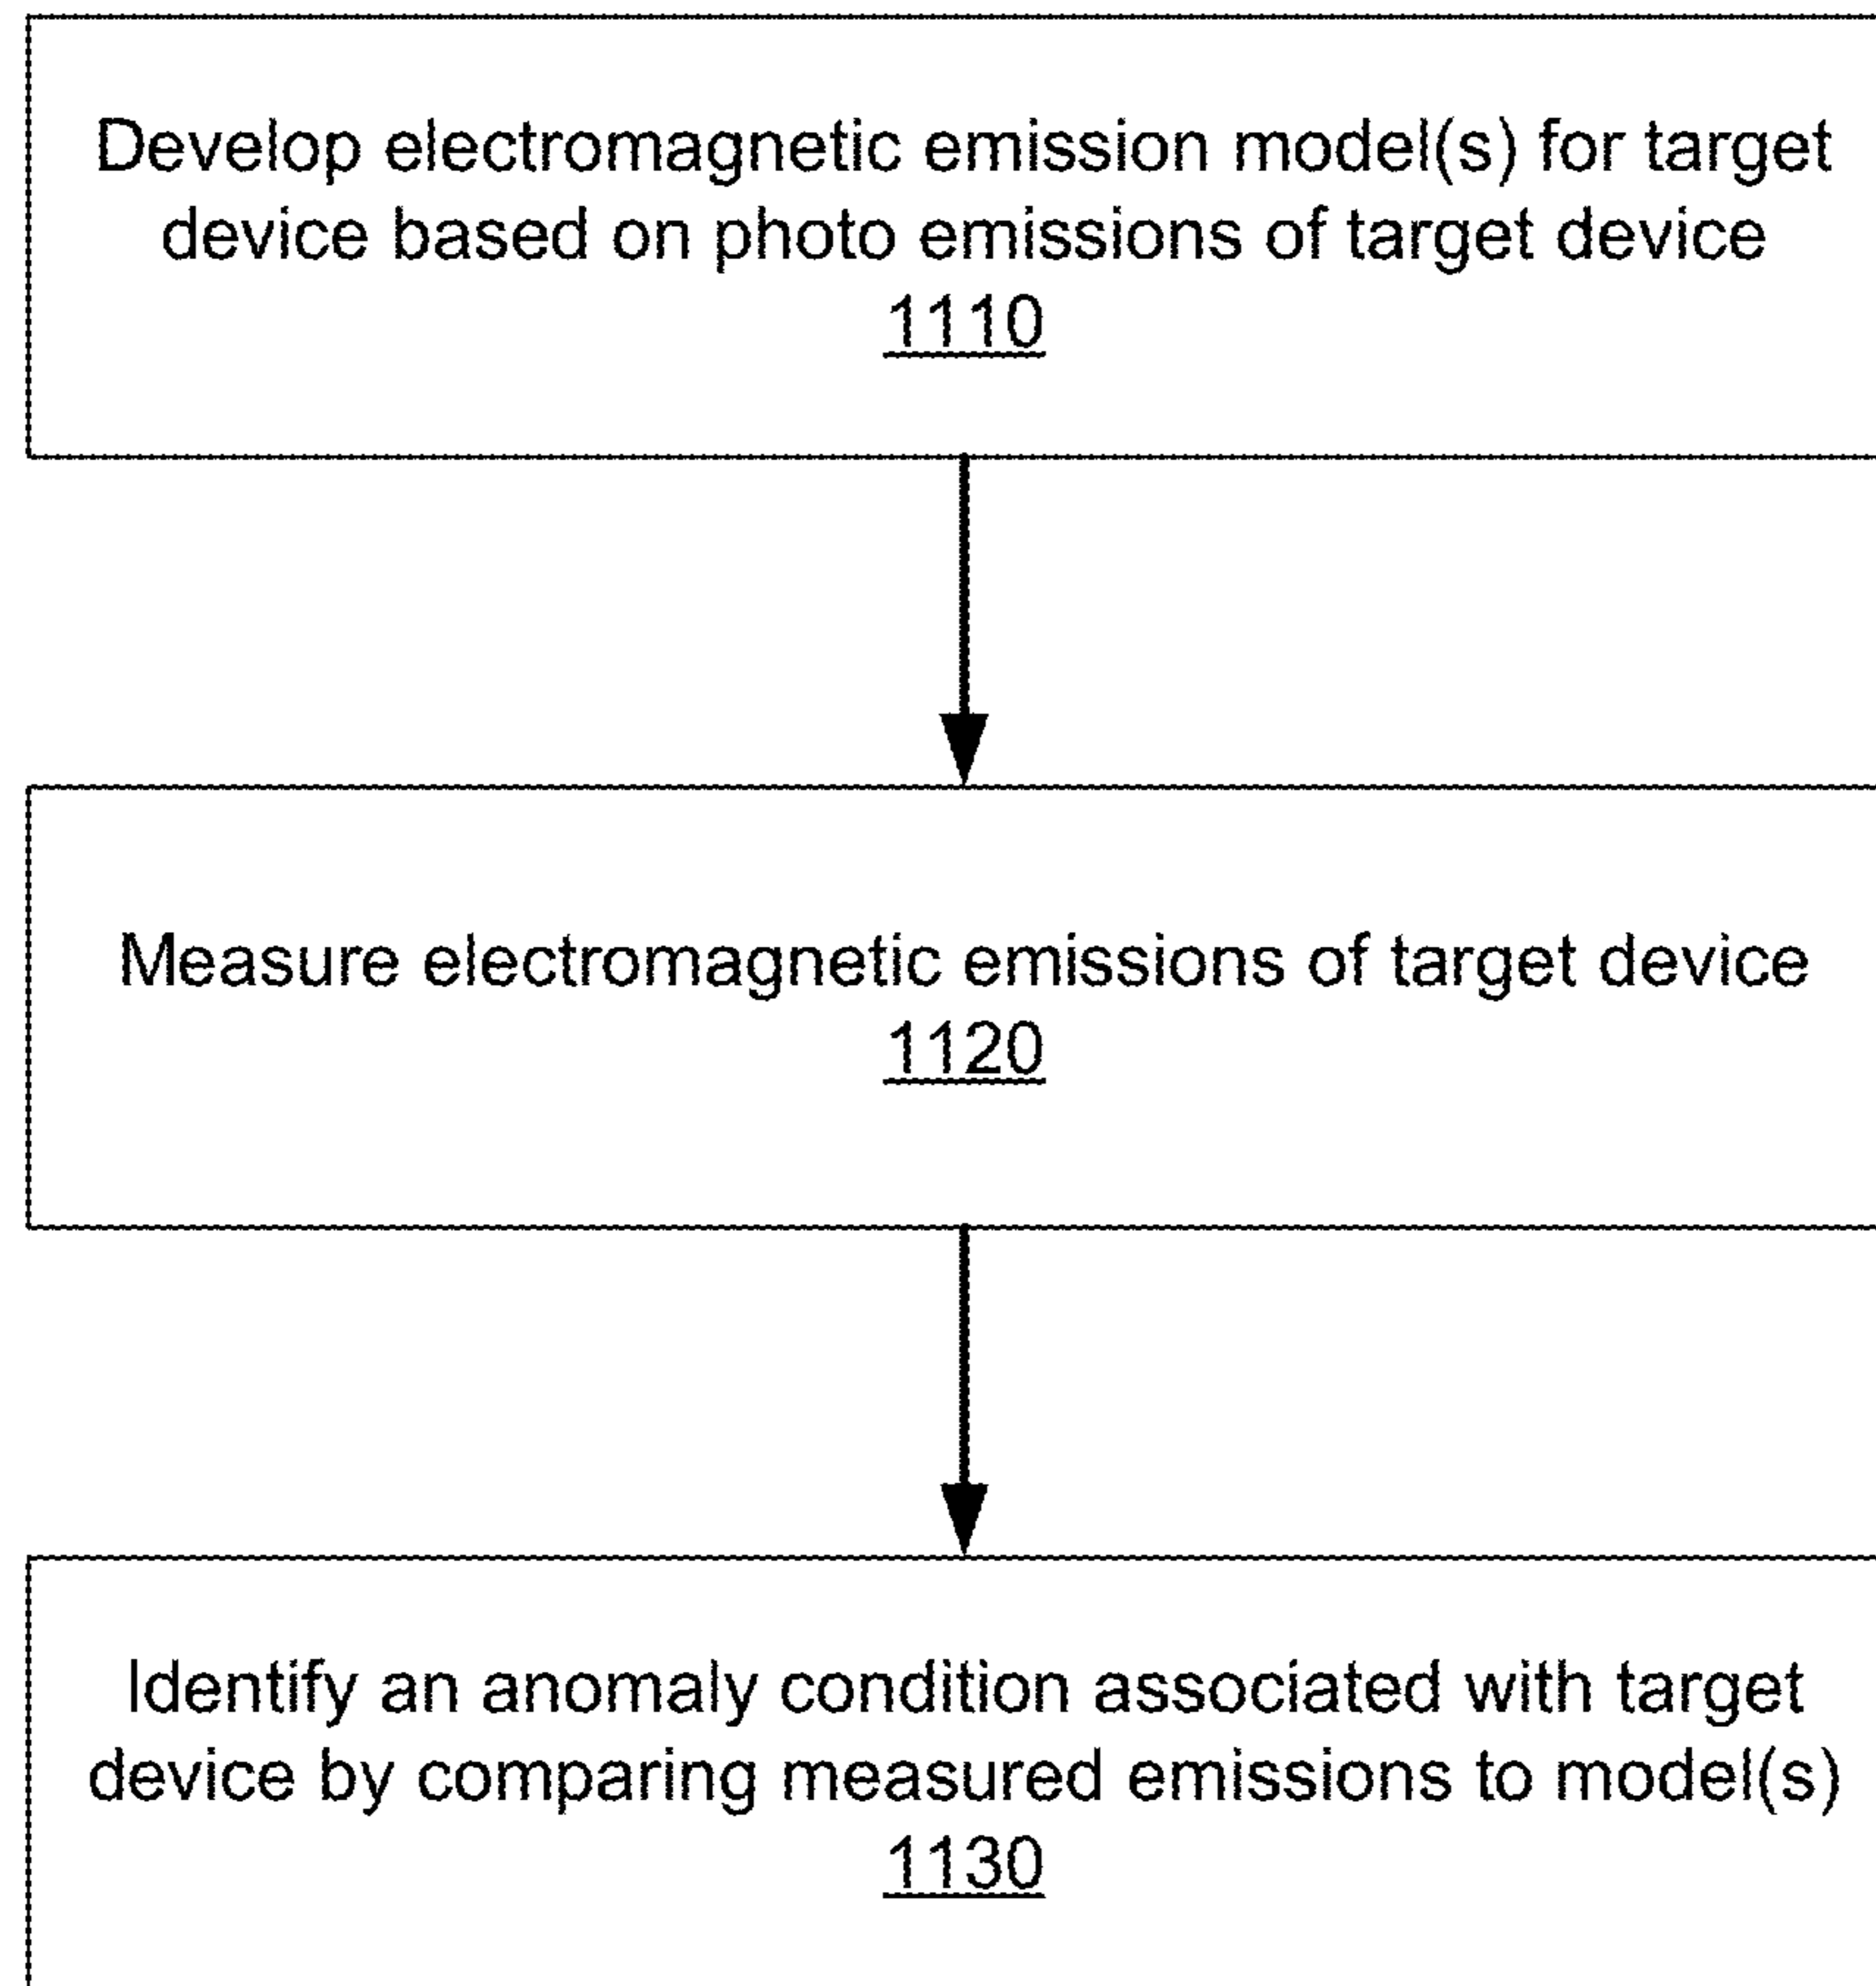 Develop electromagnetic emission model(s) for target
device based on photo emissions of target device
1110
Measure electromagnetic emissions of target device
1120
Identify an anomaly condition associated with target
device by comparing measured emissions to model(s)
1130